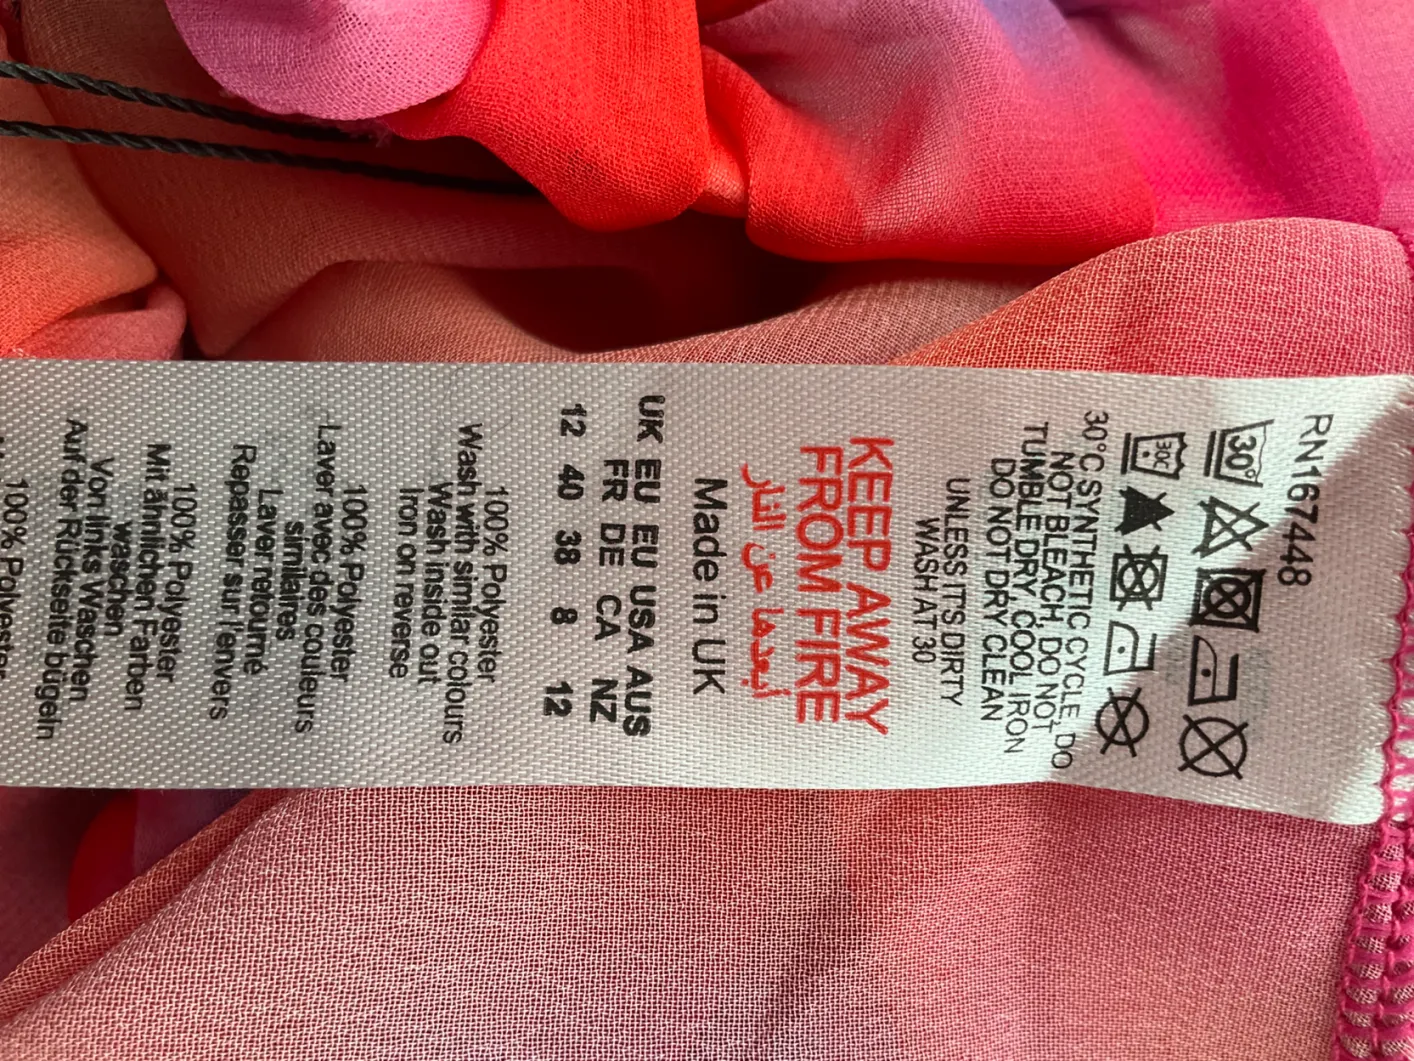 RN167448
30°
30C
30°C SYNTHETIC CYCLE, DO
NOT BLEACH, DO NOT
TUMBLE DRY, COOL IRON
DO NOT DRY CLEAN
UNLESS ITS DIRTY
WASH AT 30
KEEP AWAY
FROM FIRE
أبعدها عن النار
Made in UK
UK EU EU USA AUS
FR DE CA NZ
12 40 38 8 12
100% Polyester
Wash with similar colours
Wash inside out
Iron on reverse
100% Polyester
Laver avec des couleurs
similaires
Laver retourné
Repasser sur l'envers
100% Polyester
Mit ähnlichen Farben
waschen
Von links Waschen
Auf der Rückseite bügeln
100% Polyester